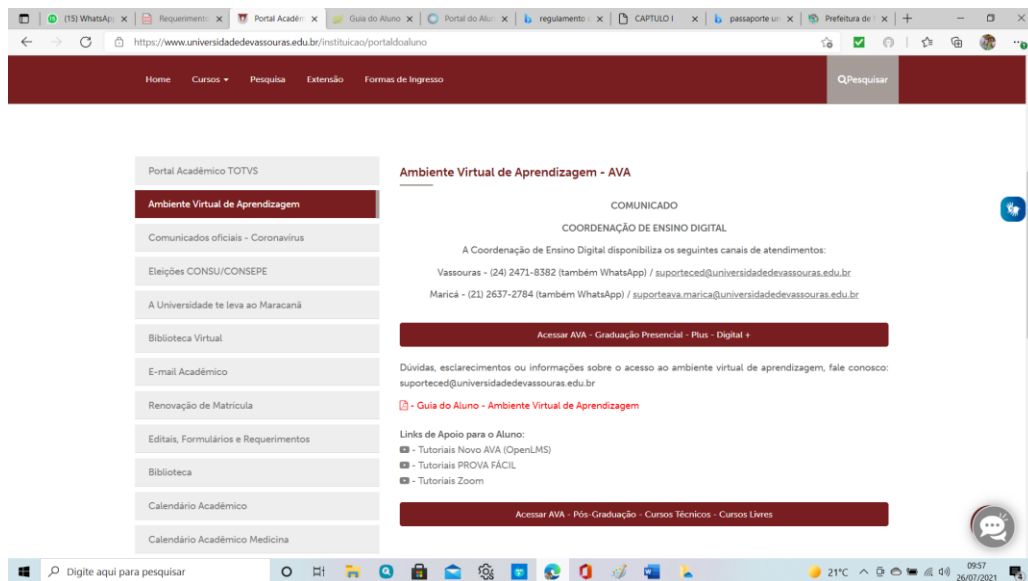 (15) WhatsAp
Requerimento
Portal Acadêm
Guia do Aluno
Portal do Alun
regulamento
CAPTULO I
passaporte un
Prefeitura de
https://www.universidadedevassouras.edu.br/instituicao/portaldoaluno
Home Cursos Pesquisa Extensão Formas de Ingresso Pesquisar
Portal Acadêmico TOTVS
Ambiente Virtual de Aprendizagem
Comunicados oficiais - Coronavírus
Eleições CONSU/CONSEPE
A Universidade te leva ao Maracanã
Biblioteca Virtual
E-mail Acadêmico
Renovação de Matrícula
Editais, Formulários e Requerimentos
Biblioteca
Calendário Acadêmico
Calendário Acadêmico Medicina
Ambiente Virtual de Aprendizagem - AVA
COMUNICADO
COORDENAÇÃO DE ENSINO DIGITAL
A Coordenação de Ensino Digital disponibiliza os seguintes canais de atendimentos:
Vassouras - (24) 2471-8382 (também WhatsApp) / suporteced@universidadedevassouras.edu.br
Maricá - (21) 2637-2784 (também WhatsApp) / suporteava.marica@universidadedevassouras.edu.br
Acessar AVA - Graduação Presencial - Plus - Digital +
Dúvidas, esclarecimentos ou informações sobre o acesso ao ambiente virtual de aprendizagem, fale conosco:
suporteced@universidadedevassouras.edu.br
- Guia do Aluno - Ambiente Virtual de Aprendizagem
Links de Apoio para o Aluno:
- Tutoriais Novo AVA (OpenLMS)
- Tutoriais PROVA FÁCIL
- Tutoriais Zoom
Acessar AVA - Pós-Graduação - Cursos Técnicos - Cursos Livres
Digite aqui para pesquisar
21°C
09:57
26/07/2021